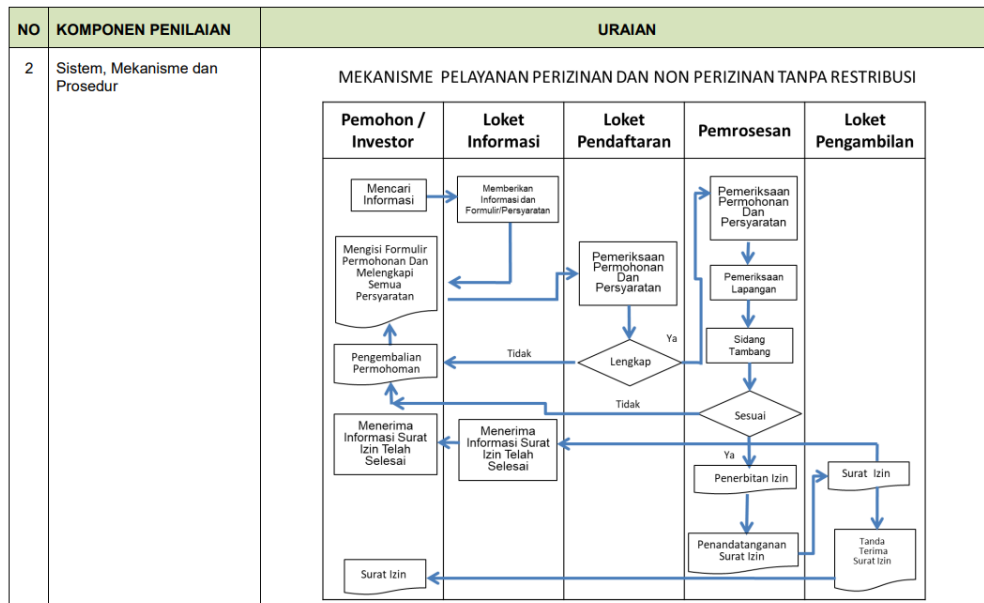 NO KOMPONEN PENILAIAN URAIAN
2 Sistem, Mekanisme dan
Prosedur
MEKANISME PELAYANAN PERIZINAN DAN NON PERIZINAN TANPA RESTRIBUSI
Pemohon /
Investor
Loket
Informasi
Loket
Pendaftaran
Pemrosesan
Loket
Pengambilan
Mencari
Informasi
Memberikan
Informasi dan
Formulir/Persyaratan
Pemeriksaan
Permohonan
Dan
Persyaratan
Mengisi Formulir
Permohonan Dan
Melengkapi
Semua
Persyaratan
Pemeriksaan
Permohonan
Dan
Persyaratan
Pemeriksaan
Lapangan
Sidang
Tambang
Ya
Lengkap
Tidak
Pengembalian
Permohoman
Tidak
Sesuai
Menerima
Informasi Surat
Izin Telah
Selesai
Menerima
Informasi Surat
Izin Telah
Selesai
Ya
Penerbitan Izin
Surat Izin
Penandatanganan
Surat Izin
Tanda
Terima
Surat Izin
Surat Izin